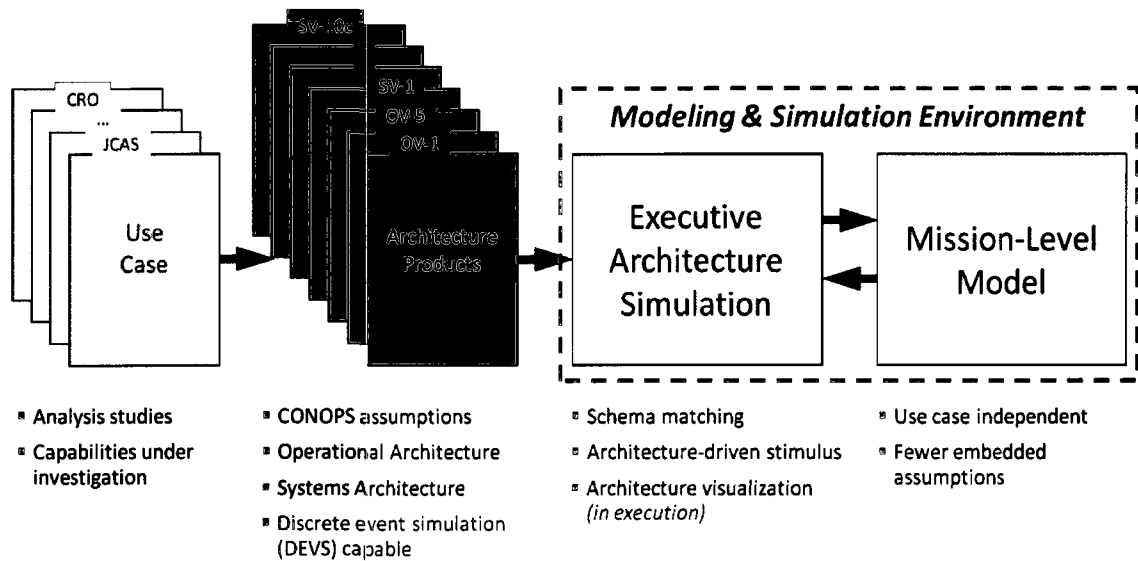 CRO
...
JCAS
Use
Case
SV-10c
SV-1
OV-5
OV-1
Architecture
Products
Modeling & Simulation Environment
Executive
Architecture
Simulation
Mission-Level
Model
▪ Analysis studies
▪ Capabilities under
investigation
▪ CONOPS assumptions
▪ Operational Architecture
▪ Systems Architecture
▪ Discrete event simulation
(DEVS) capable
▪ Schema matching
▪ Architecture-driven stimulus
▪ Architecture visualization
(in execution)
▪ Use case independent
▪ Fewer embedded
assumptions